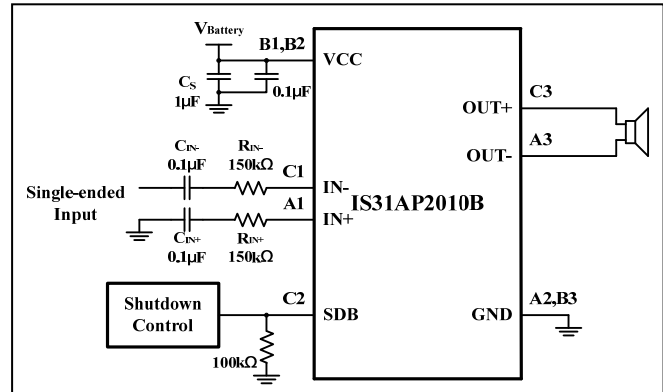 VBattery
B1,B2
VCC
CS
1μF
0.1μF
C3
OUT+
A3
OUT-
CIN-
0.1μF
RIN-
150kΩ
C1
IN-
Single-ended
Input
A1
IN+
IS31AP2010B
CIN+
0.1μF
RIN+
150kΩ
Shutdown
Control
C2
SDB
GND
A2,B3
100kΩ